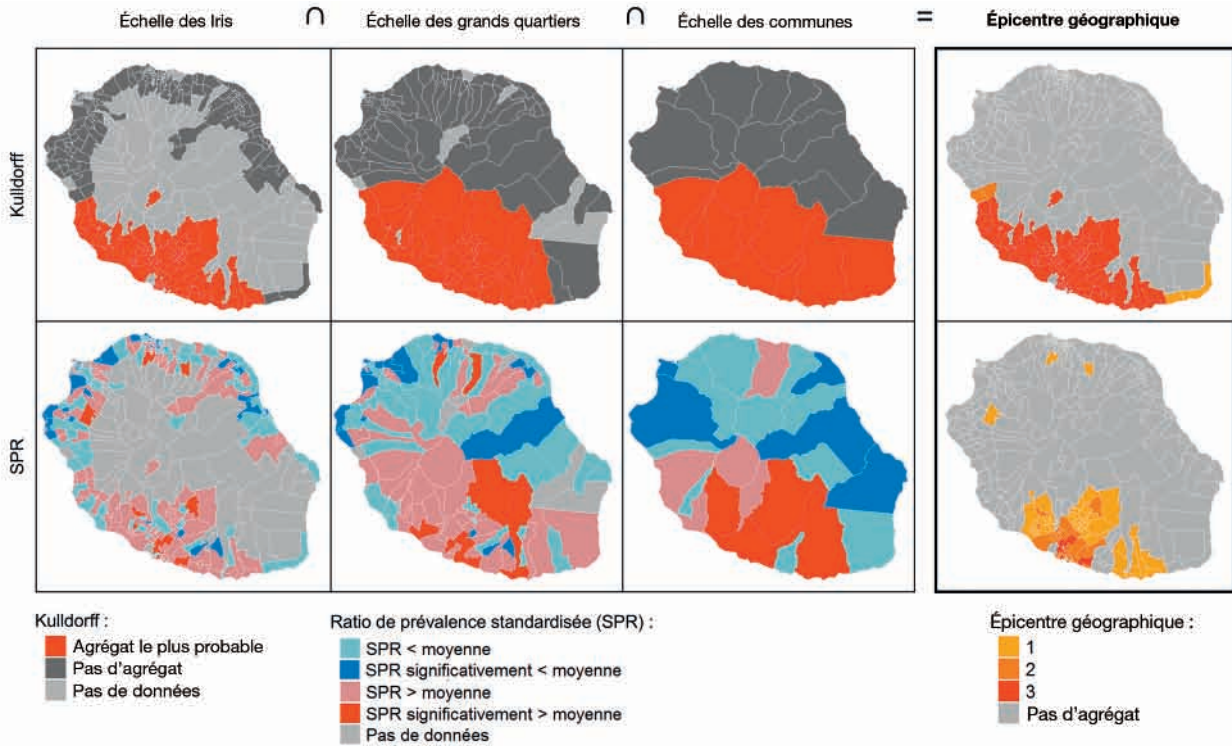 Échelle des Iris ∩ Échelle des grands quartiers ∩ Échelle des communes = Épicentre géographique
Kulldorff
SPR
Kulldorff :
Agrégat le plus probable
Pas d'agrégat
Pas de données
Ratio de prévalence standardisée (SPR) :
SPR < moyenne
SPR significativement < moyenne
SPR > moyenne
SPR significativement > moyenne
Pas de données
Épicentre géographique :
1
2
3
Pas d'agrégat